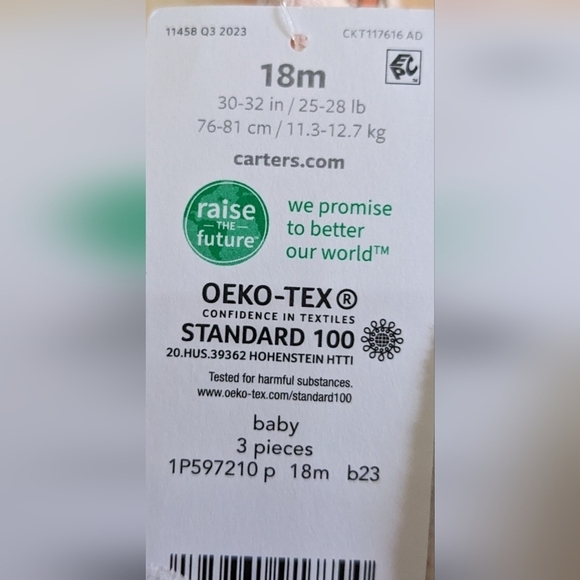 11458 Q3 2023
CKT117616 AD
EC
PC
18m
30-32 in / 25-28 lb
76-81 cm / 11.3-12.7 kg
carters.com
raise
THE
future™
we promise
to better
our world™
OEKO-TEX®
CONFIDENCE IN TEXTILES
STANDARD 100
20.HUS.39362 HOHENSTEIN HTTI
Tested for harmful substances.
www.oeko-tex.com/standard100
baby
3 pieces
1P597210 p 18m b23